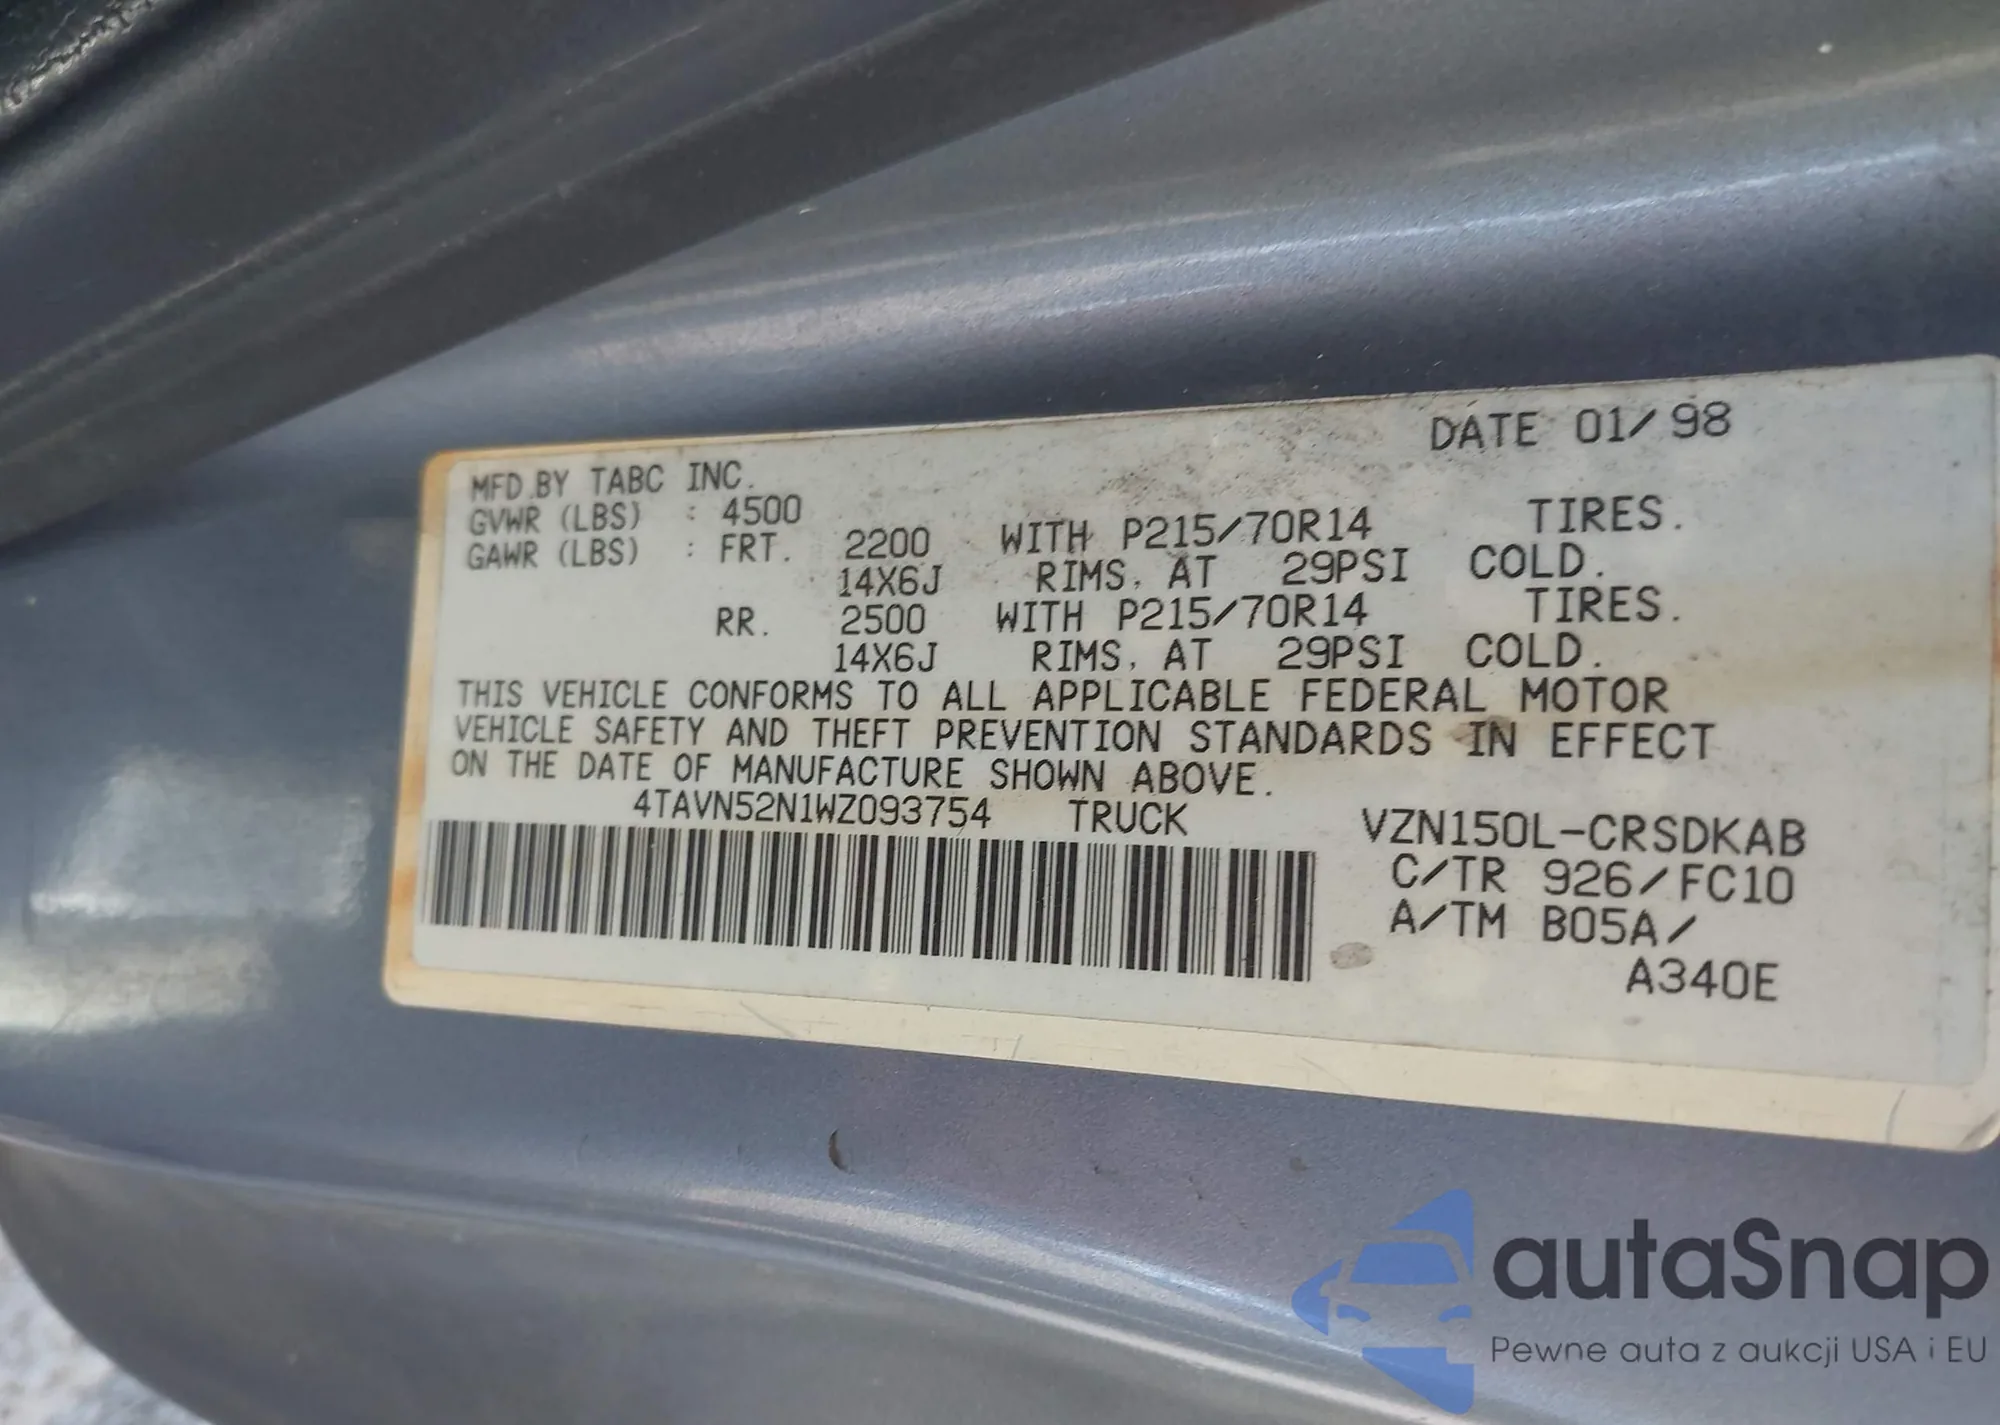 DATE 01/98
MFD.BY TABC INC.
GVWR (LBS) : 4500
GAWR (LBS) : FRT. 2200 WITH P215/70R14 TIRES.
14X6J RIMS, AT 29PSI COLD.
RR. 2500 WITH P215/70R14 TIRES.
14X6J RIMS, AT 29PSI COLD.
THIS VEHICLE CONFORMS TO ALL APPLICABLE FEDERAL MOTOR
VEHICLE SAFETY AND THEFT PREVENTION STANDARDS IN EFFECT
ON THE DATE OF MANUFACTURE SHOWN ABOVE.
4TAVN52N1WZ093754 TRUCK
VZN150L-CRSDKAB
C/TR 926/FC10
A/TM B05A/
A340E
autaSnap
Pewne auta z aukcji USA i EU